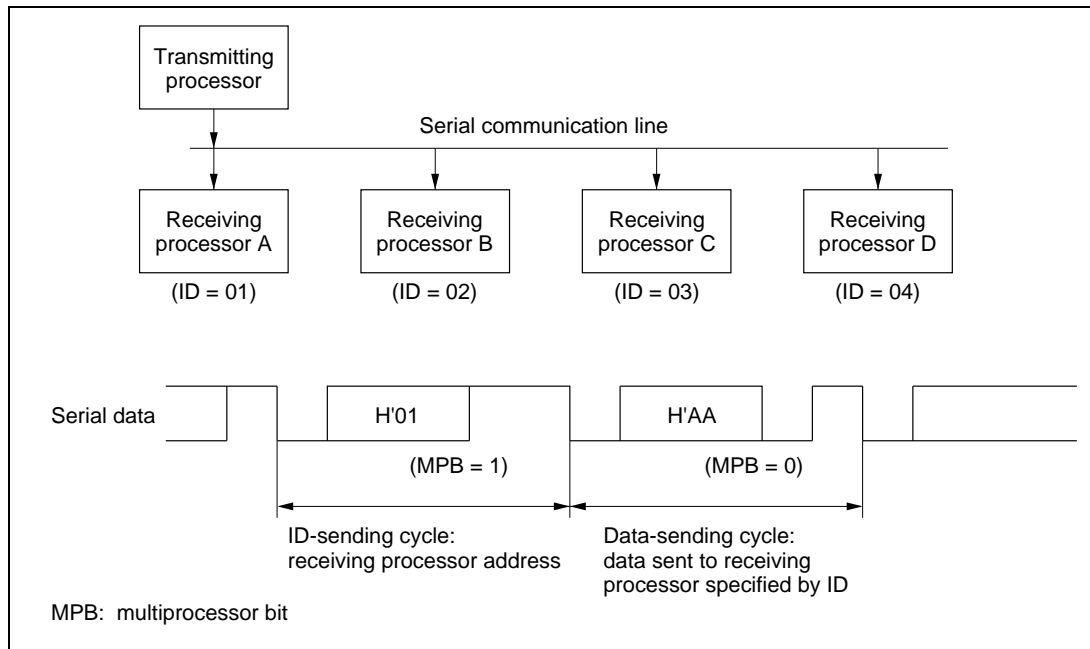 Transmitting
processor
Serial communication line
Receiving
processor A
Receiving
processor B
Receiving
processor C
Receiving
processor D
(ID = 01)
(ID = 02)
(ID = 03)
(ID = 04)
Serial data
H'01
H'AA
(MPB = 1)
(MPB = 0)
ID-sending cycle:
receiving processor address
Data-sending cycle:
data sent to receiving
processor specified by ID
MPB: multiprocessor bit